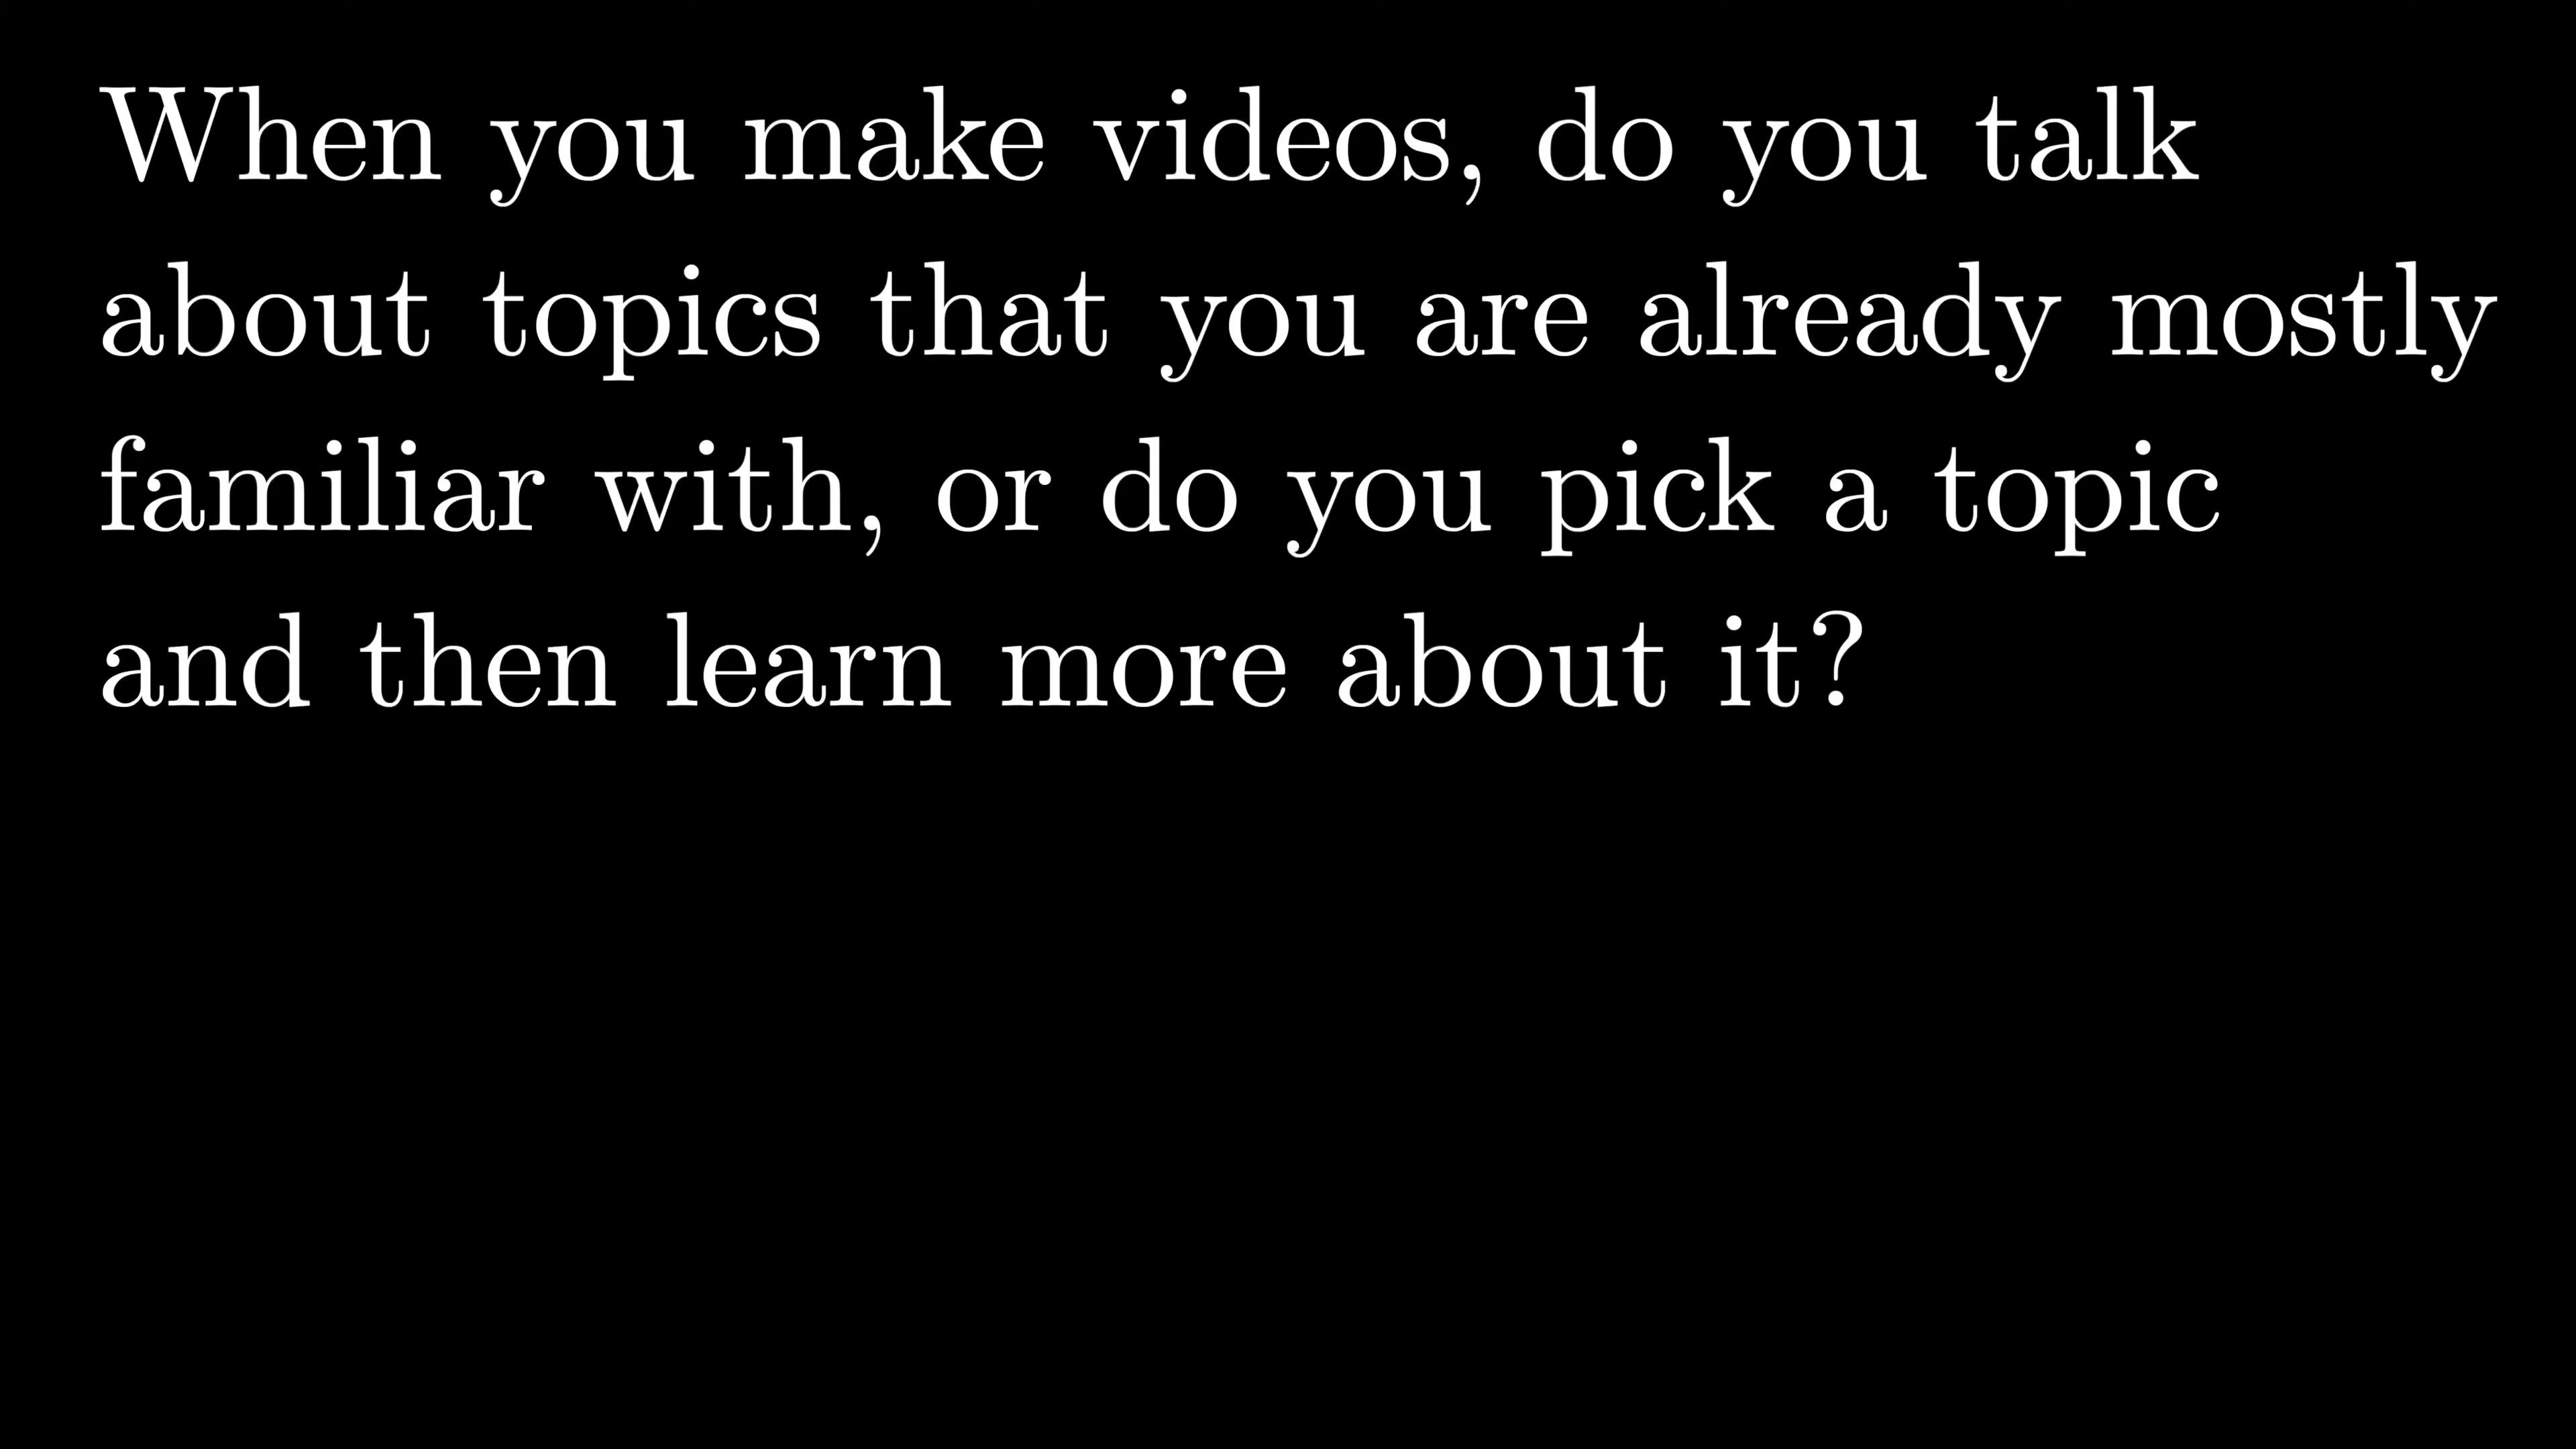 When you make videos, do you talk
about topics that you are already mostly
familiar with, or do you pick a topic
and then learn more about it?